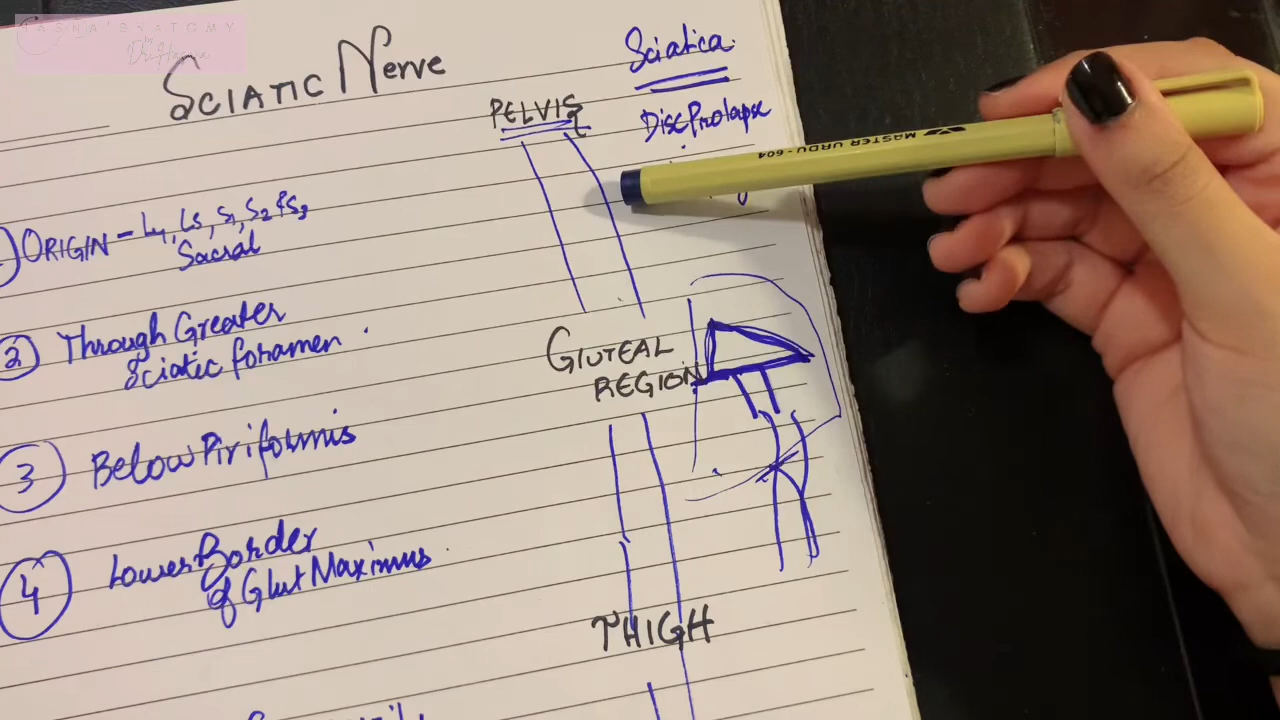 SCIATIC Nerve
Sciatica
PELVIS
Disc Prolapse
MASTER URDU-604
ORIGIN - L4, L5, S1, S2 & S3
Sacral
2 Through Greater
Sciatic foramen
GLUTEAL
REGION
3 Below Piriformis
4 Lower Border
of Glut Maximus
THIGH